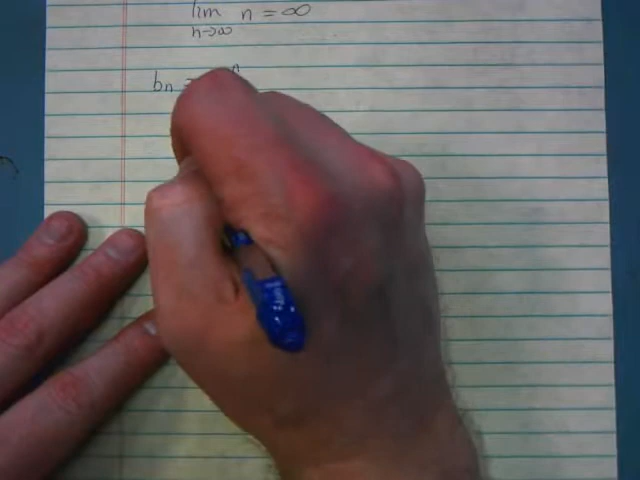 lim n = ∞
n→∞
bn = n